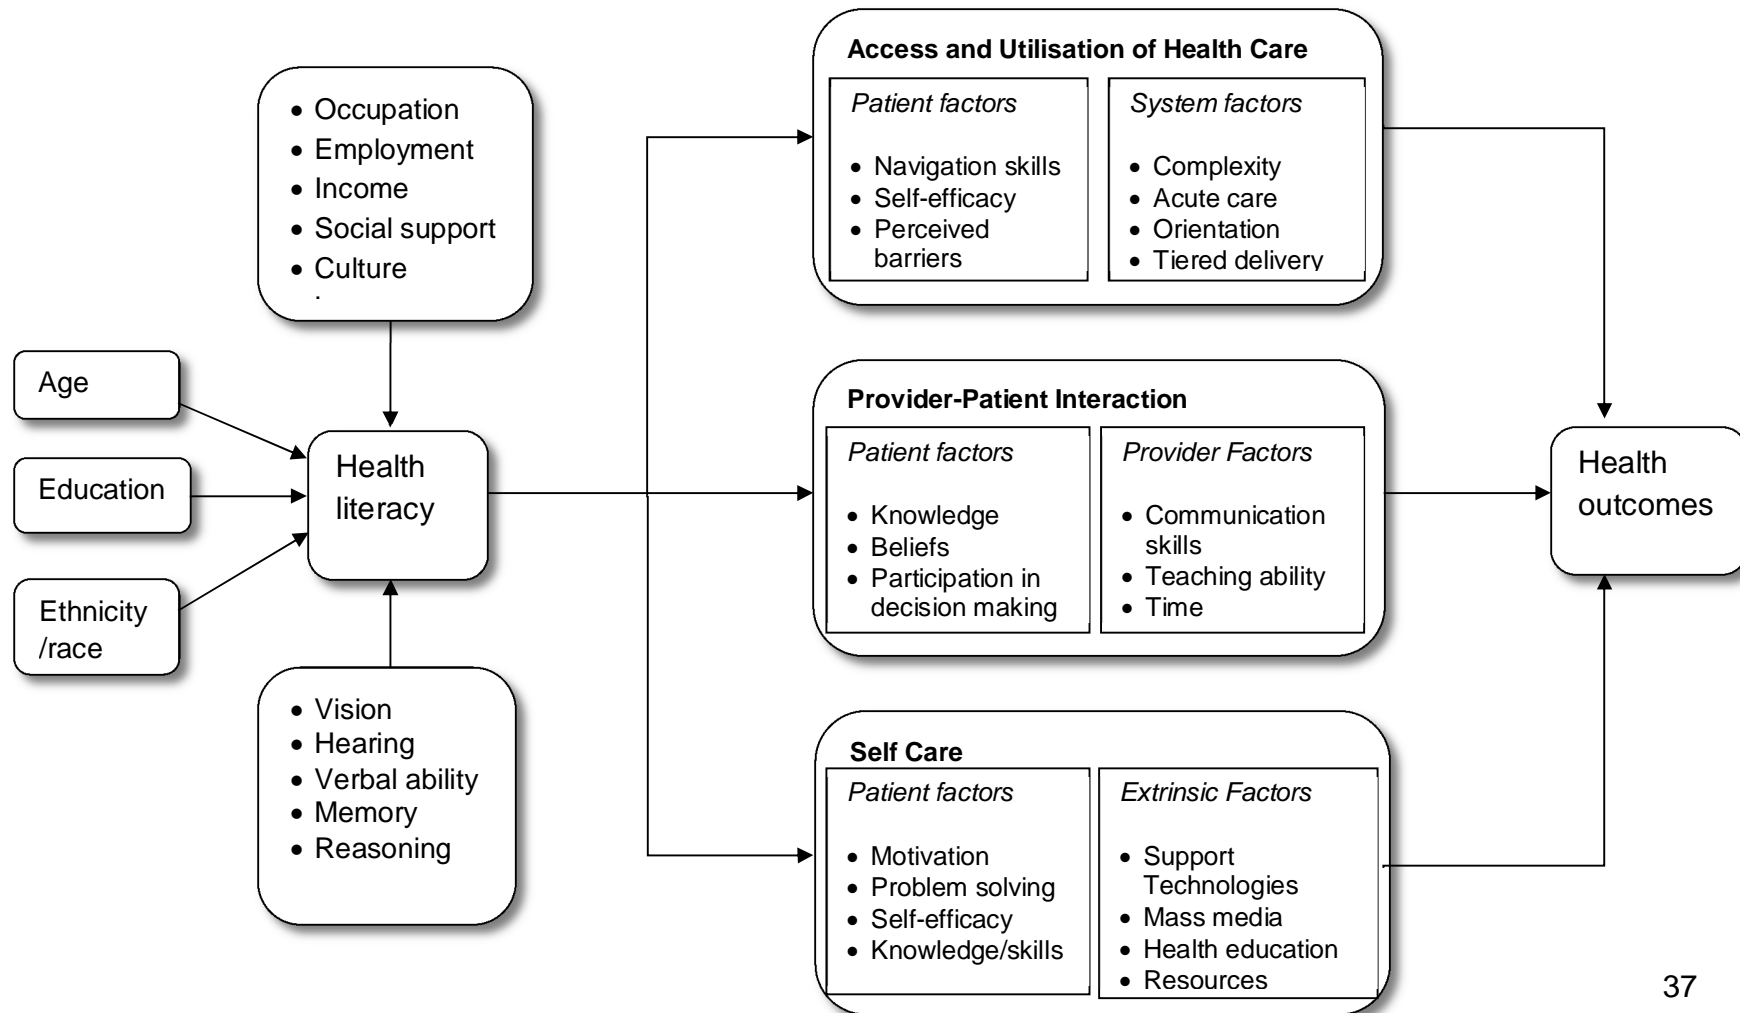 • Occupation
• Employment
• Income
• Social support
• Culture
Age
Education
Ethnicity
/race
Health
literacy
• Vision
• Hearing
• Verbal ability
• Memory
• Reasoning
Access and Utilisation of Health Care
Patient factors
• Navigation skills
• Self-efficacy
• Perceived
barriers
System factors
• Complexity
• Acute care
• Orientation
• Tiered delivery
Provider-Patient Interaction
Patient factors
• Knowledge
• Beliefs
• Participation in
decision making
Provider Factors
• Communication
skills
• Teaching ability
• Time
Self Care
Patient factors
• Motivation
• Problem solving
• Self-efficacy
• Knowledge/skills
Extrinsic Factors
• Support
Technologies
• Mass media
• Health education
• Resources
Health
outcomes
37